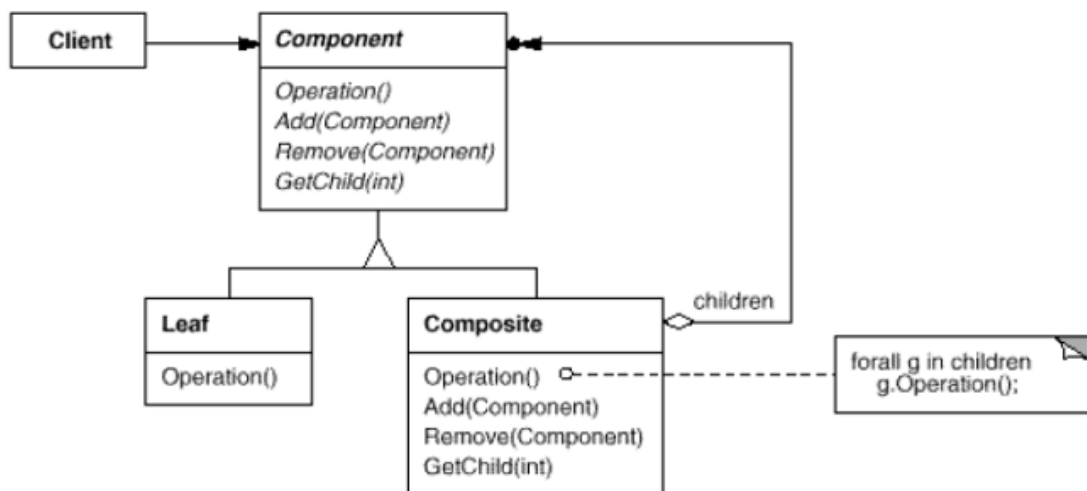 Client
Component
Operation()
Add(Component)
Remove(Component)
GetChild(int)
Leaf
Operation()
Composite
Operation()
Add(Component)
Remove(Component)
GetChild(int)
children
forall g in children
g.Operation();